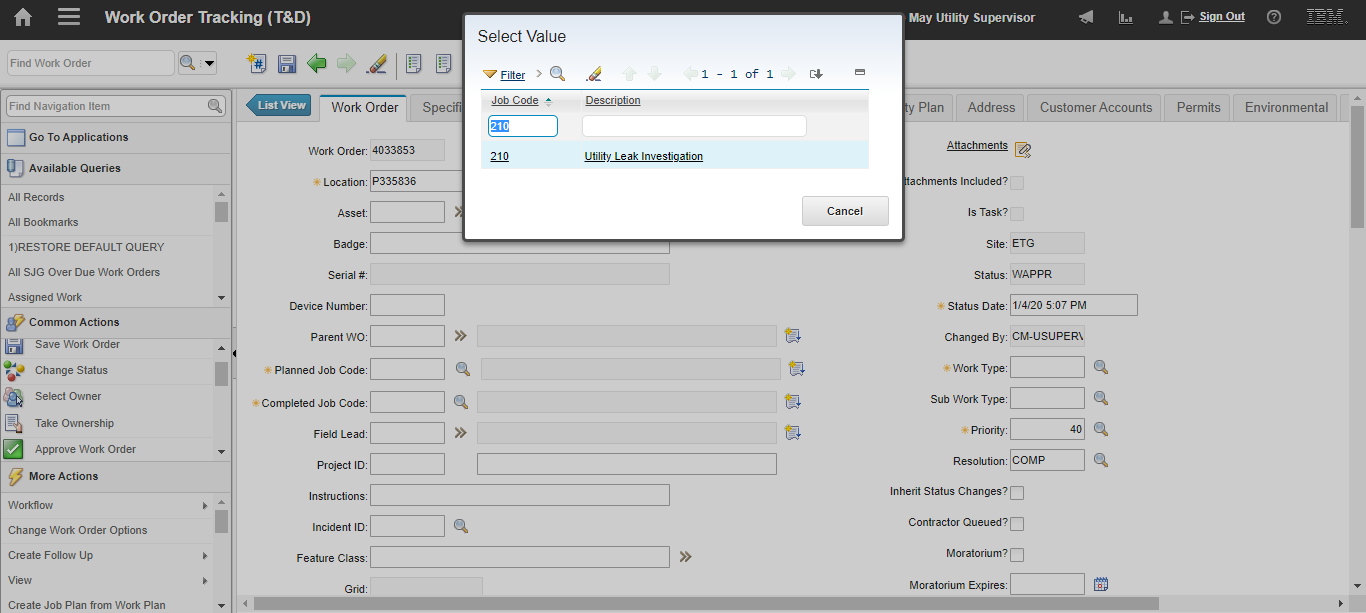 Work Order Tracking (T&D)
May Utility Supervisor
Sign Out
IBM.
Find Work Order
Find Navigation Item
Go To Applications
Available Queries
All Records
All Bookmarks
1)RESTORE DEFAULT QUERY
All SJG Over Due Work Orders
Assigned Work
Common Actions
Save Work Order
Change Status
Select Owner
Take Ownership
Approve Work Order
More Actions
Workflow
Change Work Order Options
Create Follow Up
View
Create Job Plan from Work Plan
List View
Work Order
Specifi
ty Plan
Address
Customer Accounts
Permits
Environmental
Select Value
Filter
1 - 1 of 1
Job Code
Description
210
210
Utility Leak Investigation
Cancel
Work Order: 4033853
Location: P335836
Asset:
Badge:
Serial #:
Device Number:
Parent WO:
Planned Job Code:
Completed Job Code:
Field Lead:
Project ID:
Instructions:
Incident ID:
Feature Class:
Grid:
Attachments
ttachments Included?
Is Task?
Site: ETG
Status: WAPPR
Status Date: 1/4/20 5:07 PM
Changed By: CM-USUPERV
Work Type:
Sub Work Type:
Priority: 40
Resolution: COMP
Inherit Status Changes?
Contractor Queued?
Moratorium?
Moratorium Expires: